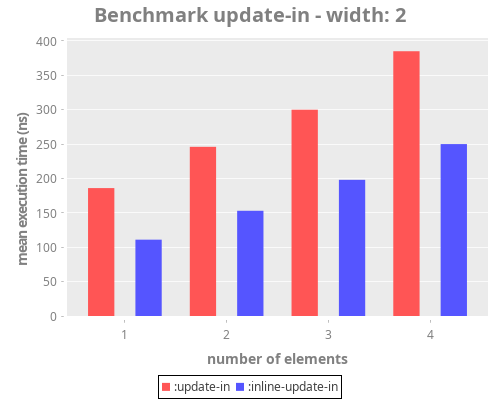 Benchmark update-in - width: 2
mean execution time (ns)
400
350
300
250
200
150
100
50
0
1 2 3 4
number of elements
:update-in :inline-update-in